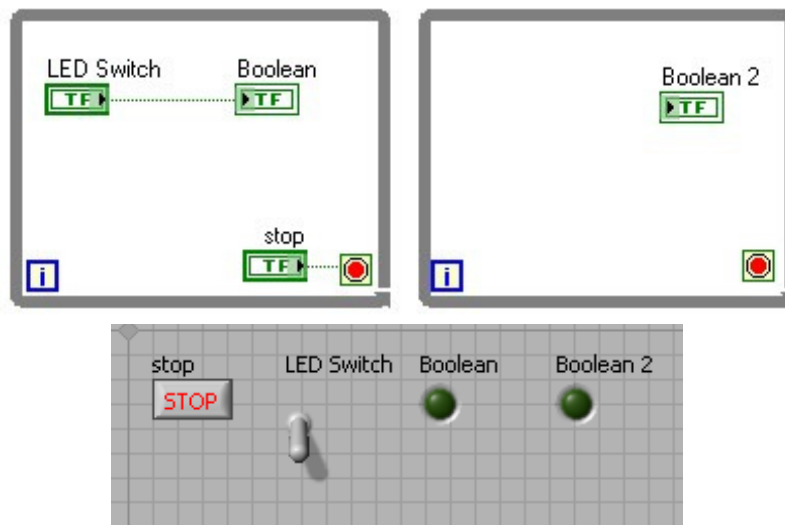 LED Switch Boolean
TF TF
stop
TF
i
Boolean 2
TF
i
stop LED Switch Boolean Boolean 2
STOP